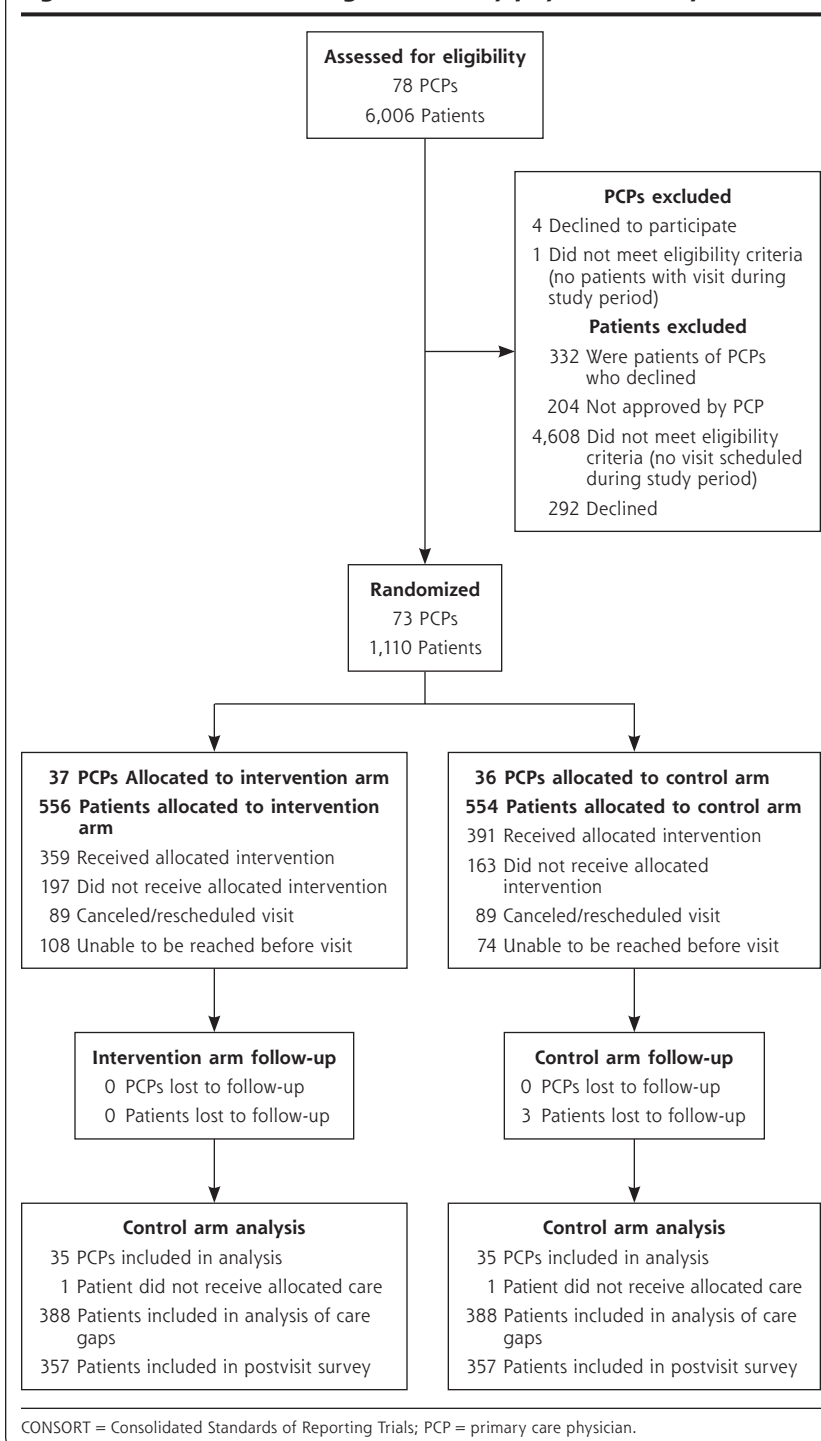 Assessed for eligibility
78 PCPs
6,006 Patients
PCPs excluded
4 Declined to participate
1 Did not meet eligibility criteria
(no patients with visit during
study period)
Patients excluded
332 Were patients of PCPs
who declined
204 Not approved by PCP
4,608 Did not meet eligibility
criteria (no visit scheduled
during study period)
292 Declined
Randomized
73 PCPs
1,110 Patients
37 PCPs Allocated to intervention arm
556 Patients allocated to intervention
arm
359 Received allocated intervention
197 Did not receive allocated intervention
89 Canceled/rescheduled visit
108 Unable to be reached before visit
36 PCPs allocated to control arm
554 Patients allocated to control arm
391 Received allocated intervention
163 Did not receive allocated
intervention
89 Canceled/rescheduled visit
74 Unable to be reached before visit
Intervention arm follow-up
0 PCPs lost to follow-up
0 Patients lost to follow-up
Control arm follow-up
0 PCPs lost to follow-up
3 Patients lost to follow-up
Control arm analysis
35 PCPs included in analysis
1 Patient did not receive allocated care
388 Patients included in analysis of care
gaps
357 Patients included in postvisit survey
Control arm analysis
35 PCPs included in analysis
1 Patient did not receive allocated care
388 Patients included in analysis of care
gaps
357 Patients included in postvisit survey
CONSORT = Consolidated Standards of Reporting Trials; PCP = primary care physician.